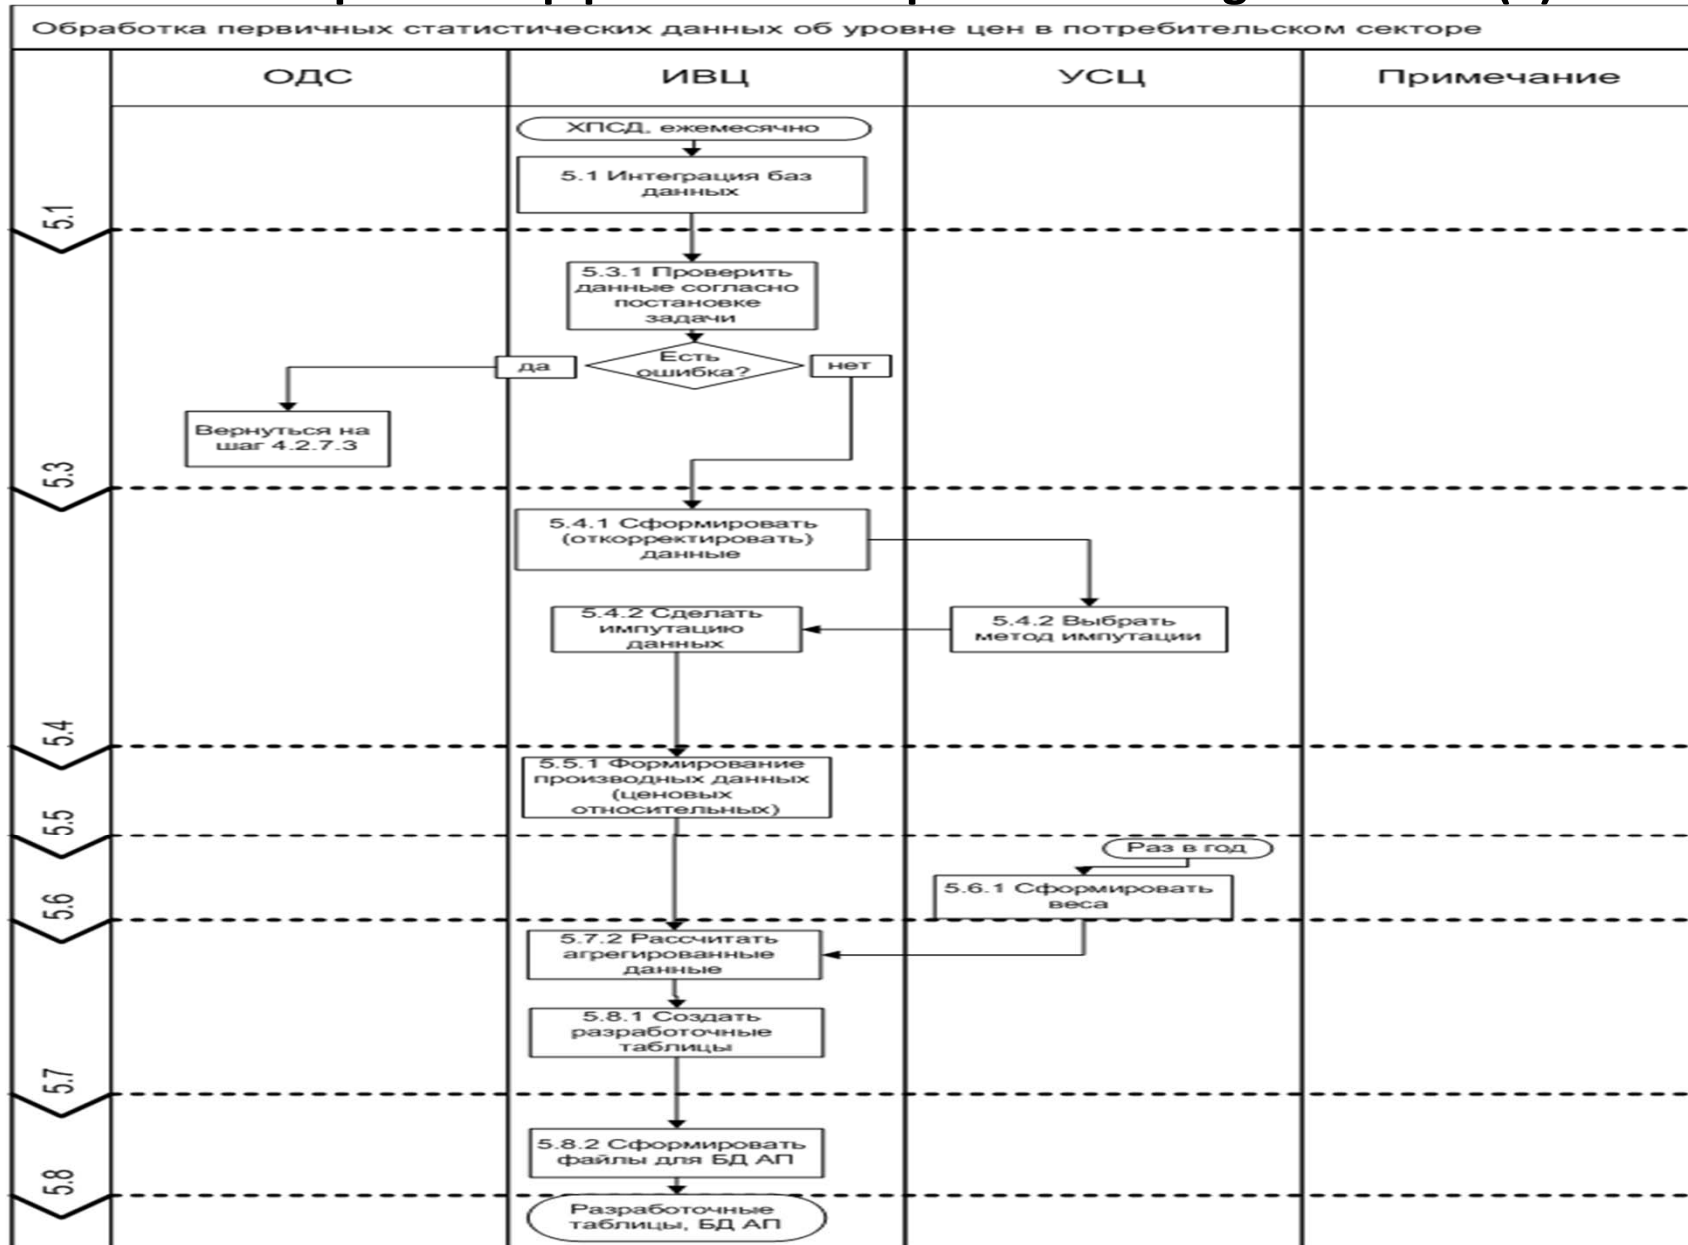 Обработка первичных статистических данных об уровне цен в потребительском секторе
ОДС
ИВЦ
УСЦ
Примечание
ХПСД, ежемесячно
5.1 Интеграция баз
данных
5.1
5.3.1 Проверить
данные согласно
постановке
задачи
Есть
ошибка?
да
нет
Вернуться на
шаг 4.2.7.3
5.3
5.4.1 Сформировать
(откорректировать)
данные
5.4.2 Сделать
импутацию
данных
5.4.2 Выбрать
метод импутации
5.4
5.5.1 Формирование
производных данных
(ценовых
относительных)
5.5
Раз в год
5.6.1 Сформировать
веса
5.6
5.7.2 Рассчитать
агрегированные
данные
5.8.1 Создать
разработочные
таблицы
5.7
5.8.2 Сформировать
файлы для БД АП
5.8
Разработочные
таблицы, БД АП